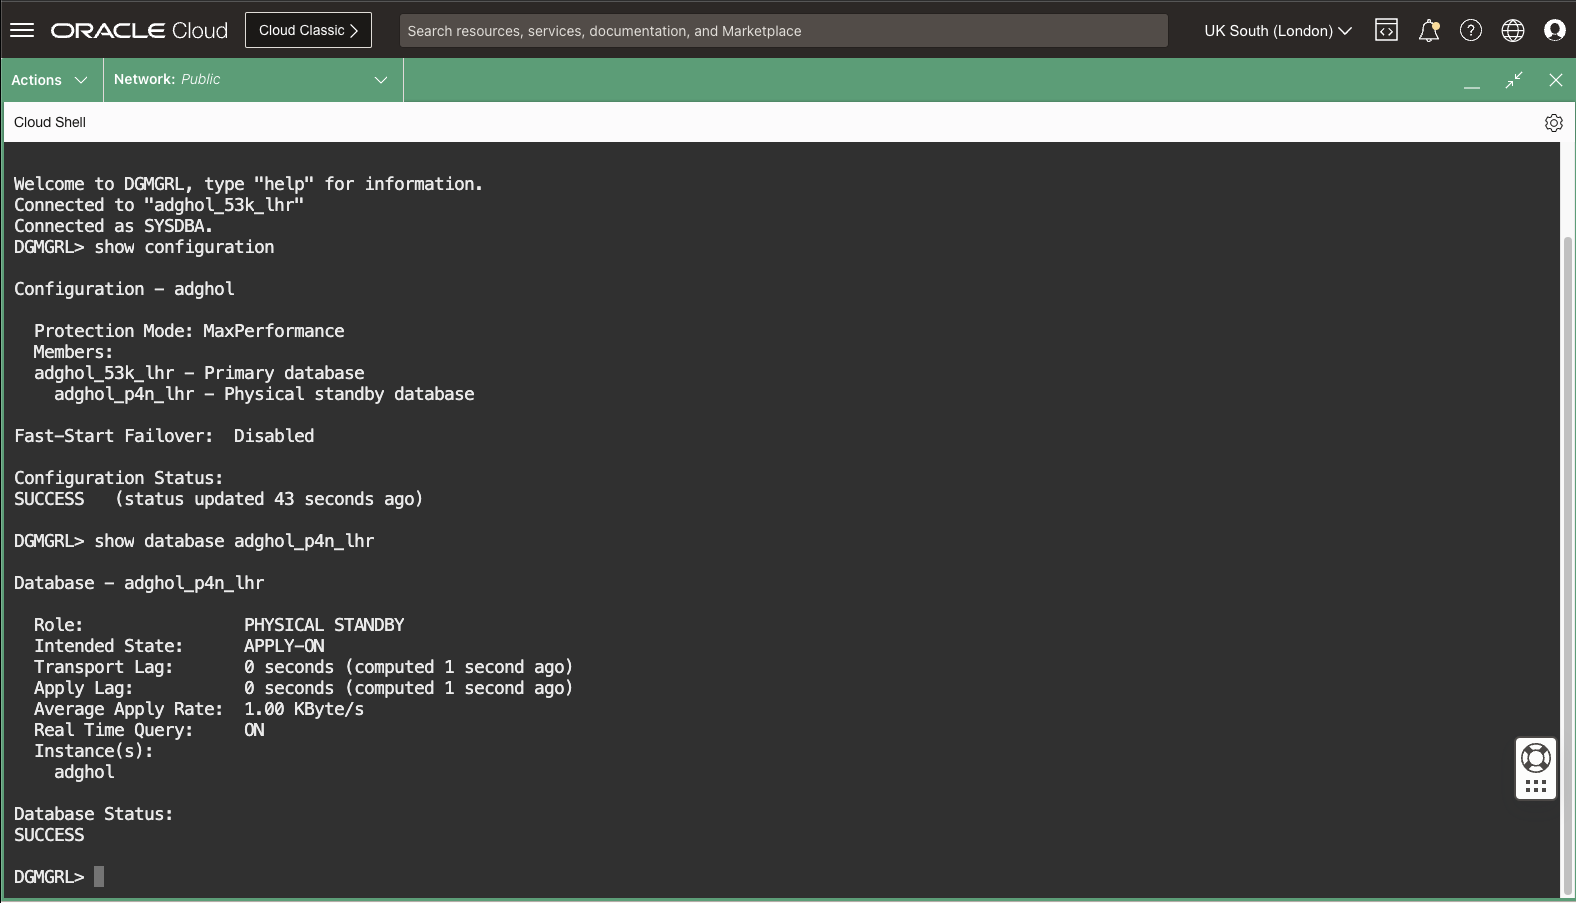 ORACLE Cloud
Cloud Classic
Search resources, services, documentation, and Marketplace
UK South (London)
Actions
Network: Public
Cloud Shell
Welcome to DGMGRL, type "help" for information.
Connected to "adghol_53k_lhr"
Connected as SYSDBA.
DGMGRL> show configuration
Configuration - adghol
Protection Mode: MaxPerformance
Members:
adghol_53k_lhr - Primary database
adghol_p4n_lhr - Physical standby database
Fast-Start Failover:  Disabled
Configuration Status:
SUCCESS   (status updated 43 seconds ago)
DGMGRL> show database adghol_p4n_lhr
Database - adghol_p4n_lhr
Role:                PHYSICAL STANDBY
Intended State:      APPLY-ON
Transport Lag:       0 seconds (computed 1 second ago)
Apply Lag:           0 seconds (computed 1 second ago)
Average Apply Rate:  1.00 KByte/s
Real Time Query:     ON
Instance(s):
adghol
Database Status:
SUCCESS
DGMGRL>